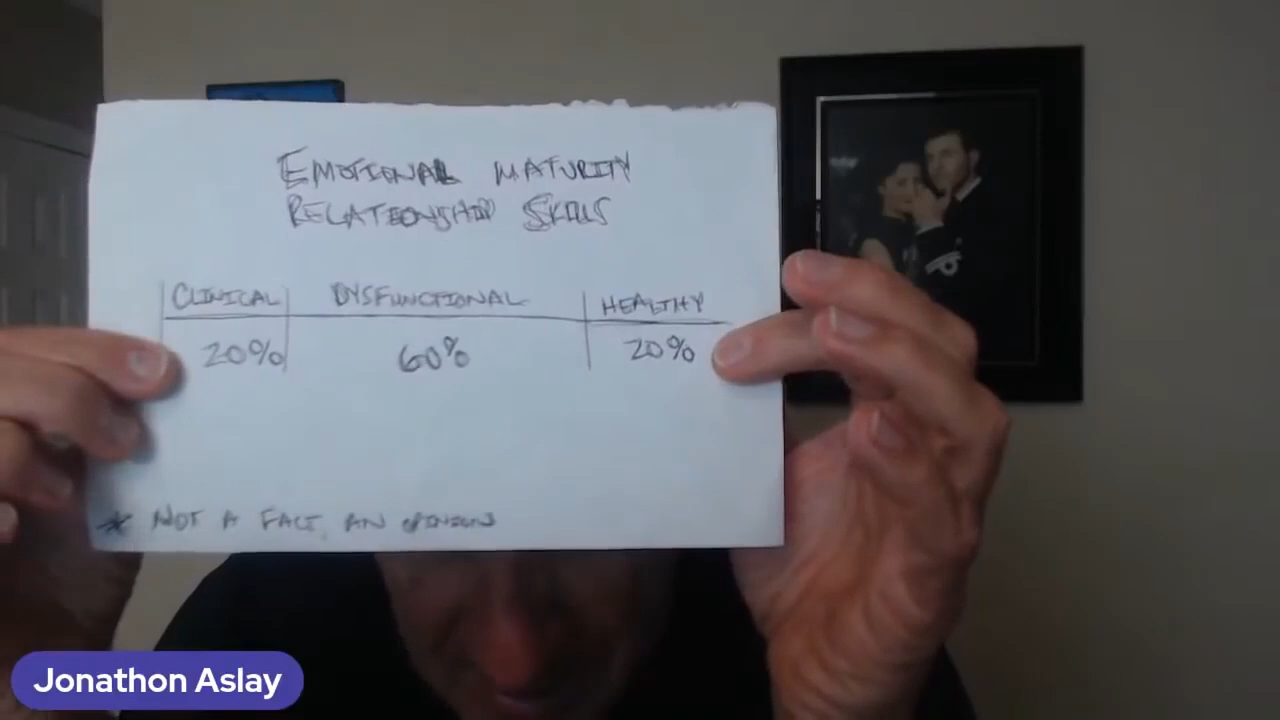 EMOTIONAL MATURITY
RELATIONSHIP SKILLS
CLINICAL DYSFUNCTIONAL HEALTHY
20% 60% 20%
* NOT A FACT, AN OPINION
Jonathon Aslay